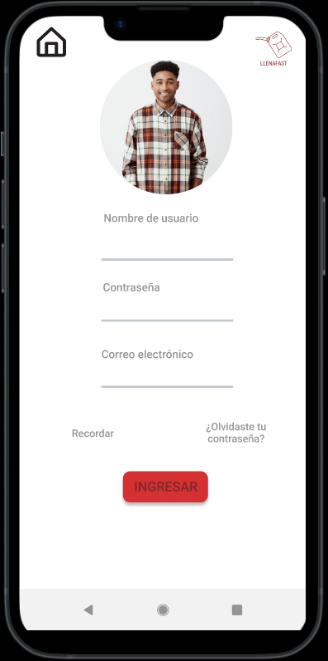 LLENAFAST
Nombre de usuario
Contraseña
Correo electrónico
Recordar
¿Olvidaste tu
contraseña?
INGRESAR